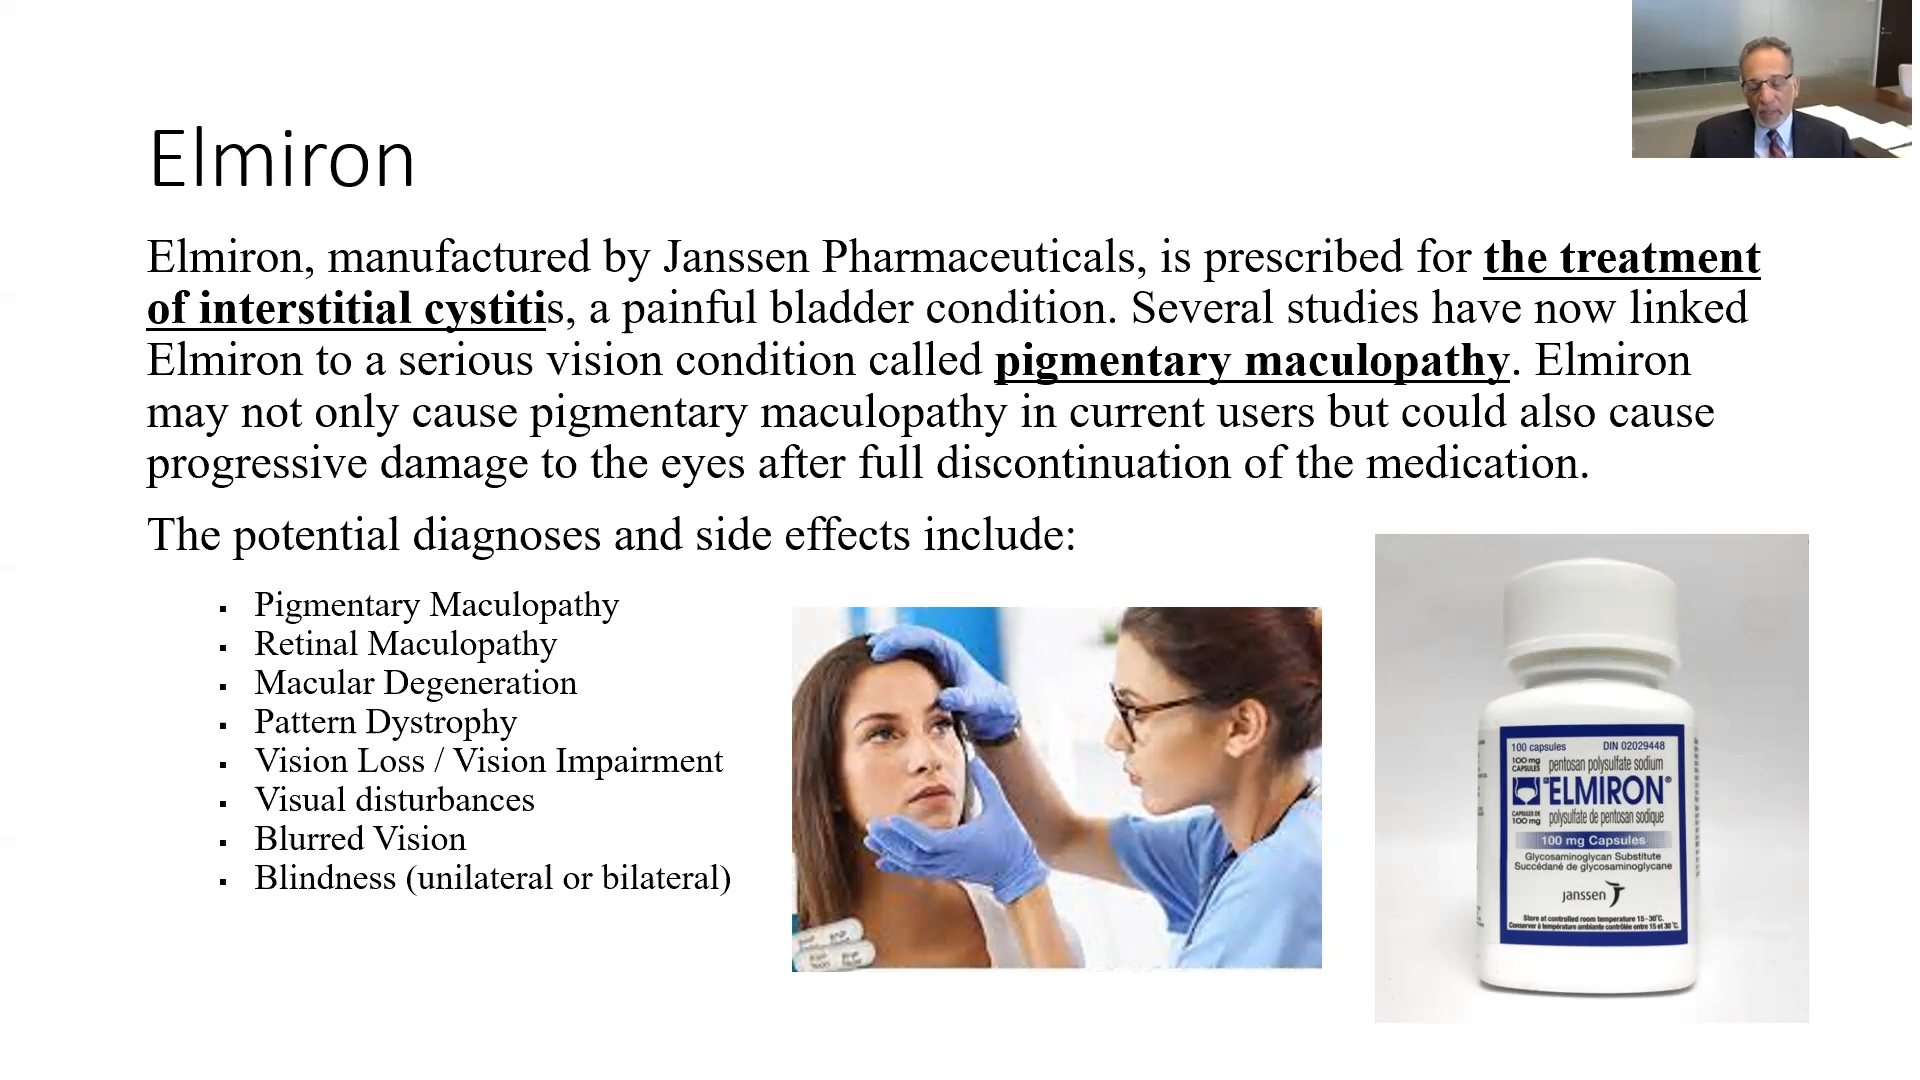 Elmiron
Elmiron, manufactured by Janssen Pharmaceuticals, is prescribed for the treatment
of interstitial cystitis, a painful bladder condition. Several studies have now linked
Elmiron to a serious vision condition called pigmentary maculopathy. Elmiron
may not only cause pigmentary maculopathy in current users but could also cause
progressive damage to the eyes after full discontinuation of the medication.
The potential diagnoses and side effects include:
▪ Pigmentary Maculopathy
▪ Retinal Maculopathy
▪ Macular Degeneration
▪ Pattern Dystrophy
▪ Vision Loss / Vision Impairment
▪ Visual disturbances
▪ Blurred Vision
▪ Blindness (unilateral or bilateral)
100 capsules DIN 02029448
100 mg CAPSULES pentosan polysulfate sodium
ELMIRON®
CAPSULES DE 100 mg polysulfate de pentosan sodique
100 mg Capsules
Glycosaminoglycan Substitute
Succédané de glycosaminoglycane
janssen
Store at controlled room temperature 15 - 30°C.
Conserver à température ambiante contrôlée entre 15 et 30 °C.